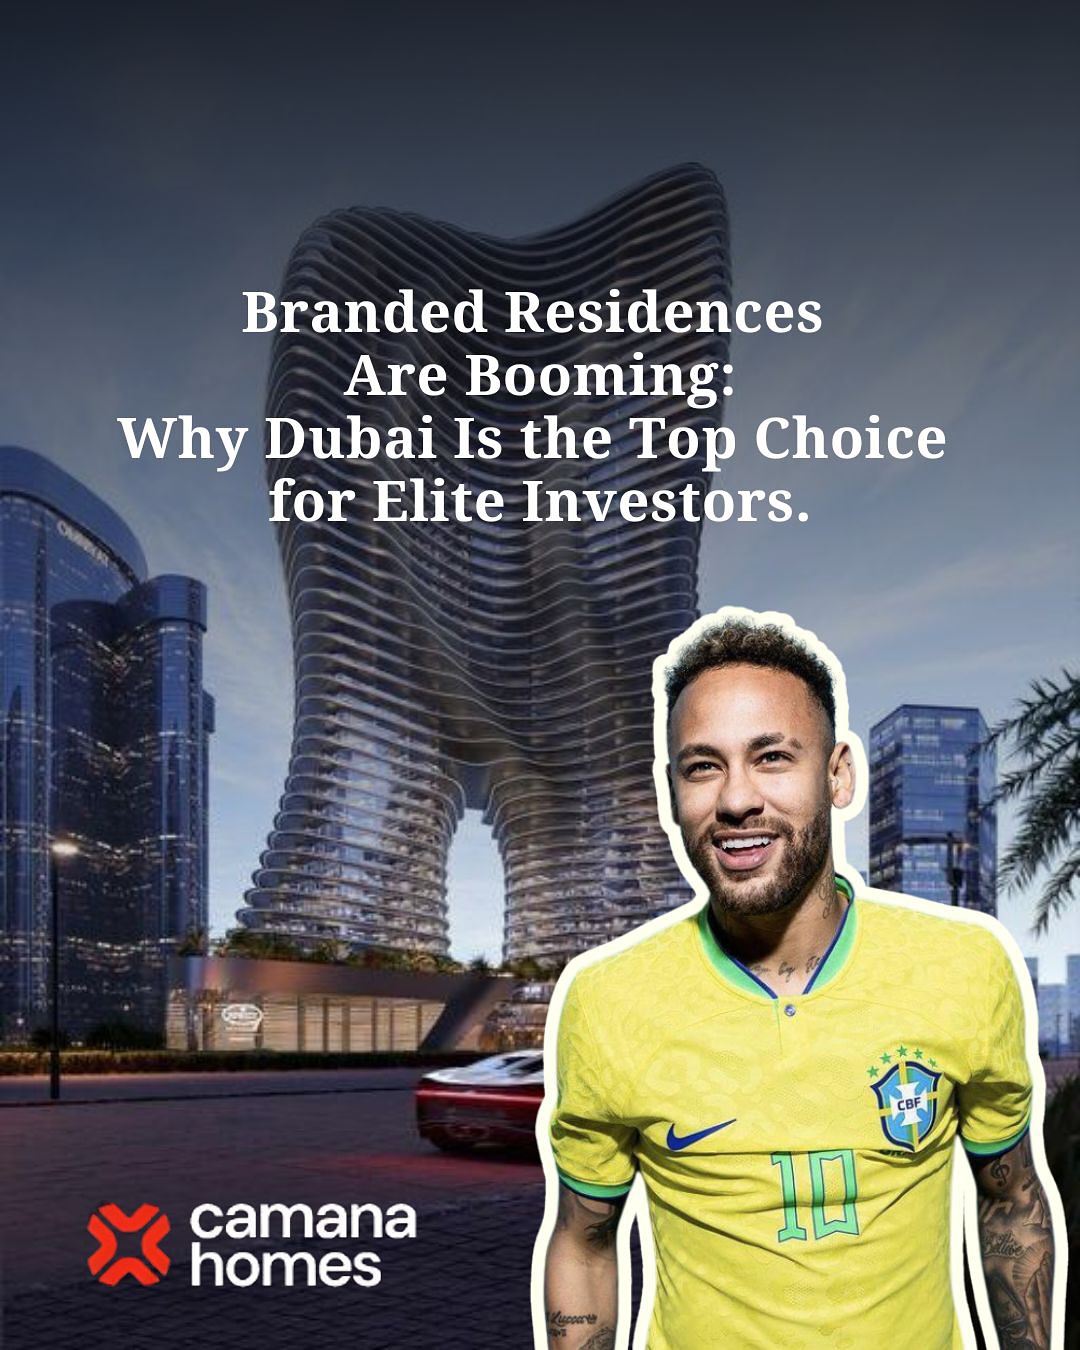 Branded Residences
Are Booming:
Why Dubai Is the Top Choice
for Elite Investors.
CBF
10
camana
homes